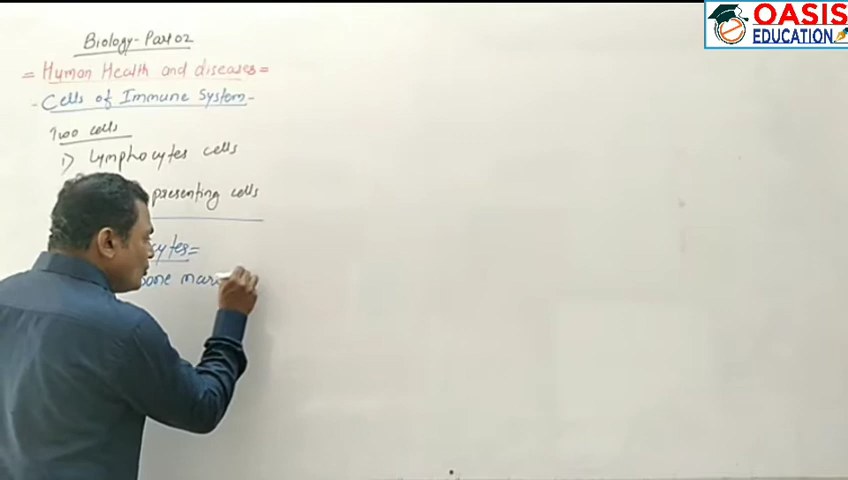 OASIS
EDUCATION
Biology-Part 02
= Human Health and diseases =
- Cells of Immune System -
Two cells
1) Lymphocytes cells
presenting cells
cytes =
bone mar